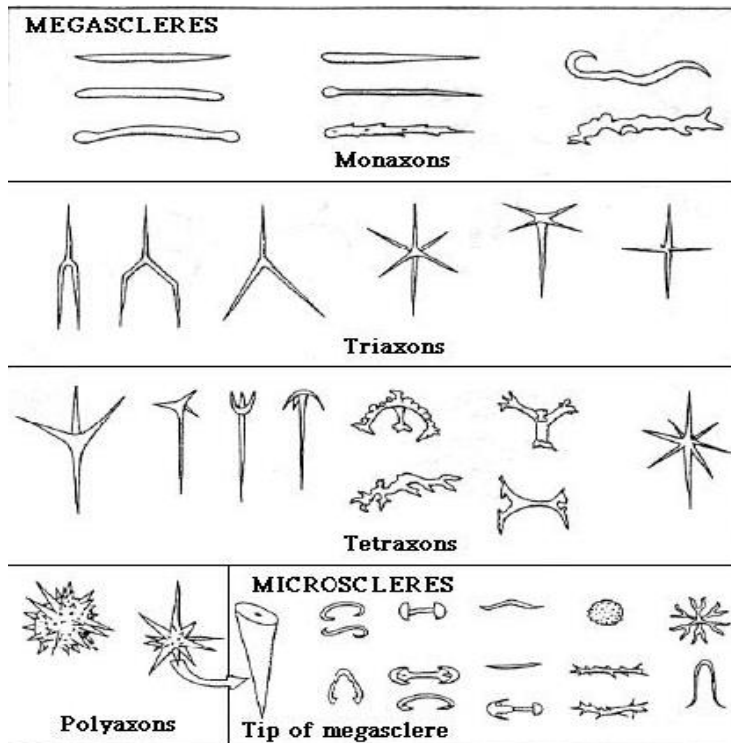 MEGASCLERES
Monaxons
Triaxons
Tetraxons
MICROSCLERES
Polyaxons
Tip of megasclere